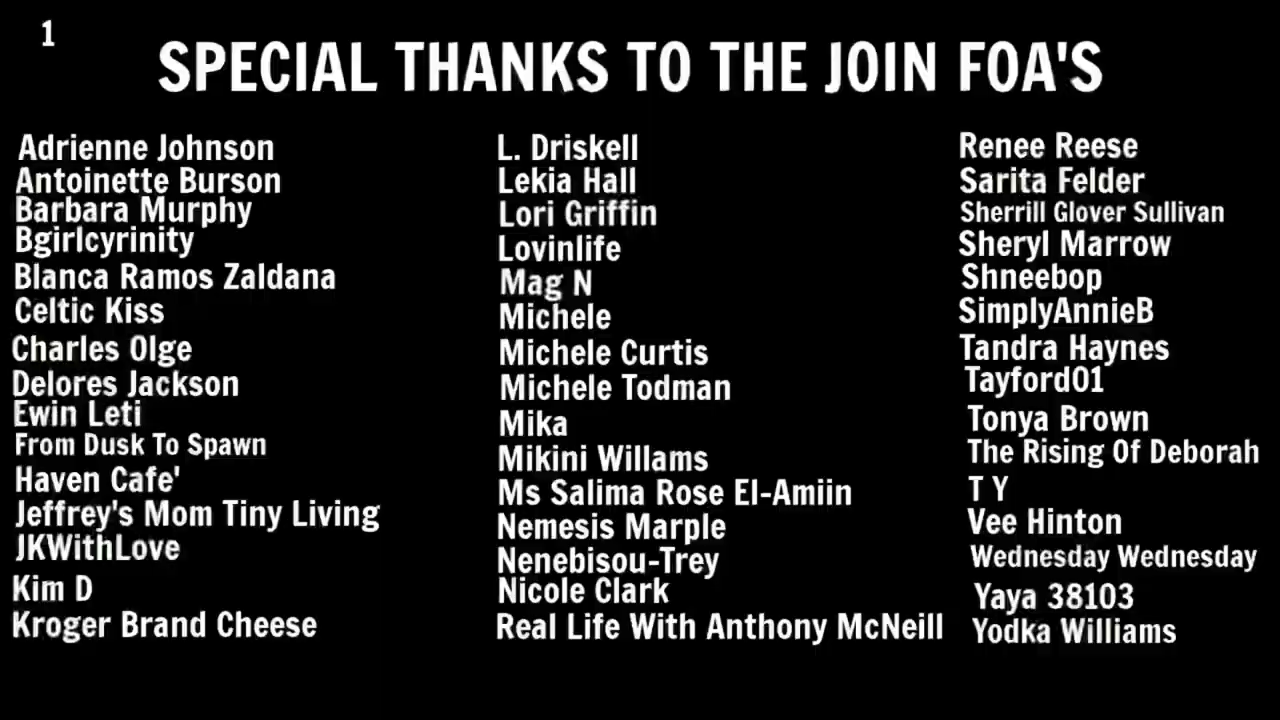 1
SPECIAL THANKS TO THE JOIN FOA'S
Adrienne Johnson
Antoinette Burson
Barbara Murphy
Bgirlcyrinity
Blanca Ramos Zaldana
Celtic Kiss
Charles Olge
Delores Jackson
Ewin Leti
From Dusk To Spawn
Haven Cafe'
Jeffrey's Mom Tiny Living
JKWithLove
Kim D
Kroger Brand Cheese
L. Driskell
Lekia Hall
Lori Griffin
Lovinlife
Mag N
Michele
Michele Curtis
Michele Todman
Mika
Mikini Willams
Ms Salima Rose El-Amiin
Nemesis Marple
Nenebisou-Trey
Nicole Clark
Real Life With Anthony McNeill
Renee Reese
Sarita Felder
Sherrill Glover Sullivan
Sheryl Marrow
Shneebop
SimplyAnnieB
Tandra Haynes
Tayford01
Tonya Brown
The Rising Of Deborah
T Y
Vee Hinton
Wednesday Wednesday
Yaya 38103
Yodka Williams